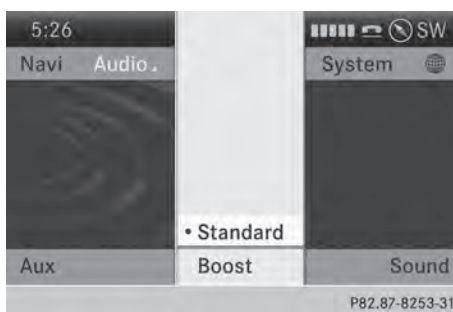 5:26 SW
Navi Audio System
• Standard
Aux Boost Sound
P82.87-8253-31